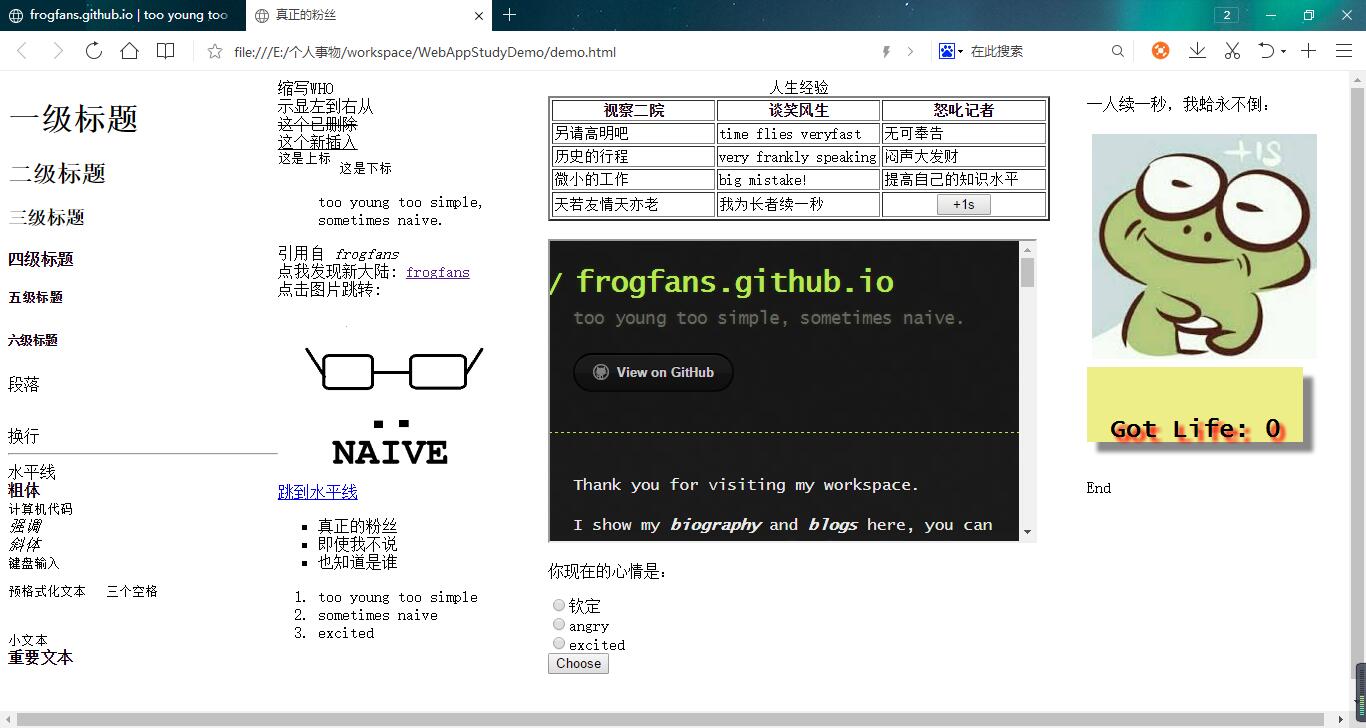 frogfans.github.io | too young too
真正的粉丝
2
file:///E:/个人事物/workspace/WebAppStudyDemo/demo.html
在此搜索
一级标题
二级标题
三级标题
四级标题
五级标题
六级标题
段落
换行
水平线
粗体
计算机代码
强调
斜体
键盘输入
预格式化文本 三个空格
小文本
重要文本
缩写WHO
示显左到右从
这个已删除
这个新插入
这是上标
这是下标
too young too simple,
sometimes naive.
引用自 frogfans
点我发现新大陆: frogfans
点击图片跳转:
NAIVE
跳到水平线
真正的粉丝
即使我不说
也知道是谁
1. too young too simple
2. sometimes naive
3. excited
人生经验
视察二院 谈笑风生 怒叱记者
另请高明吧 time flies veryfast 无可奉告
历史的行程 very frankly speaking 闷声大发财
微小的工作 big mistake! 提高自己的知识水平
天若友情天亦老 我为长者续一秒 +1s
/ frogfans.github.io
too young too simple, sometimes naive.
View on GitHub
Thank you for visiting my workspace.
I show my biography and blogs here, you can
你现在的心情是:
钦定
angry
excited
Choose
一人续一秒，我蛤永不倒:
+1s
Got Life: 0
End